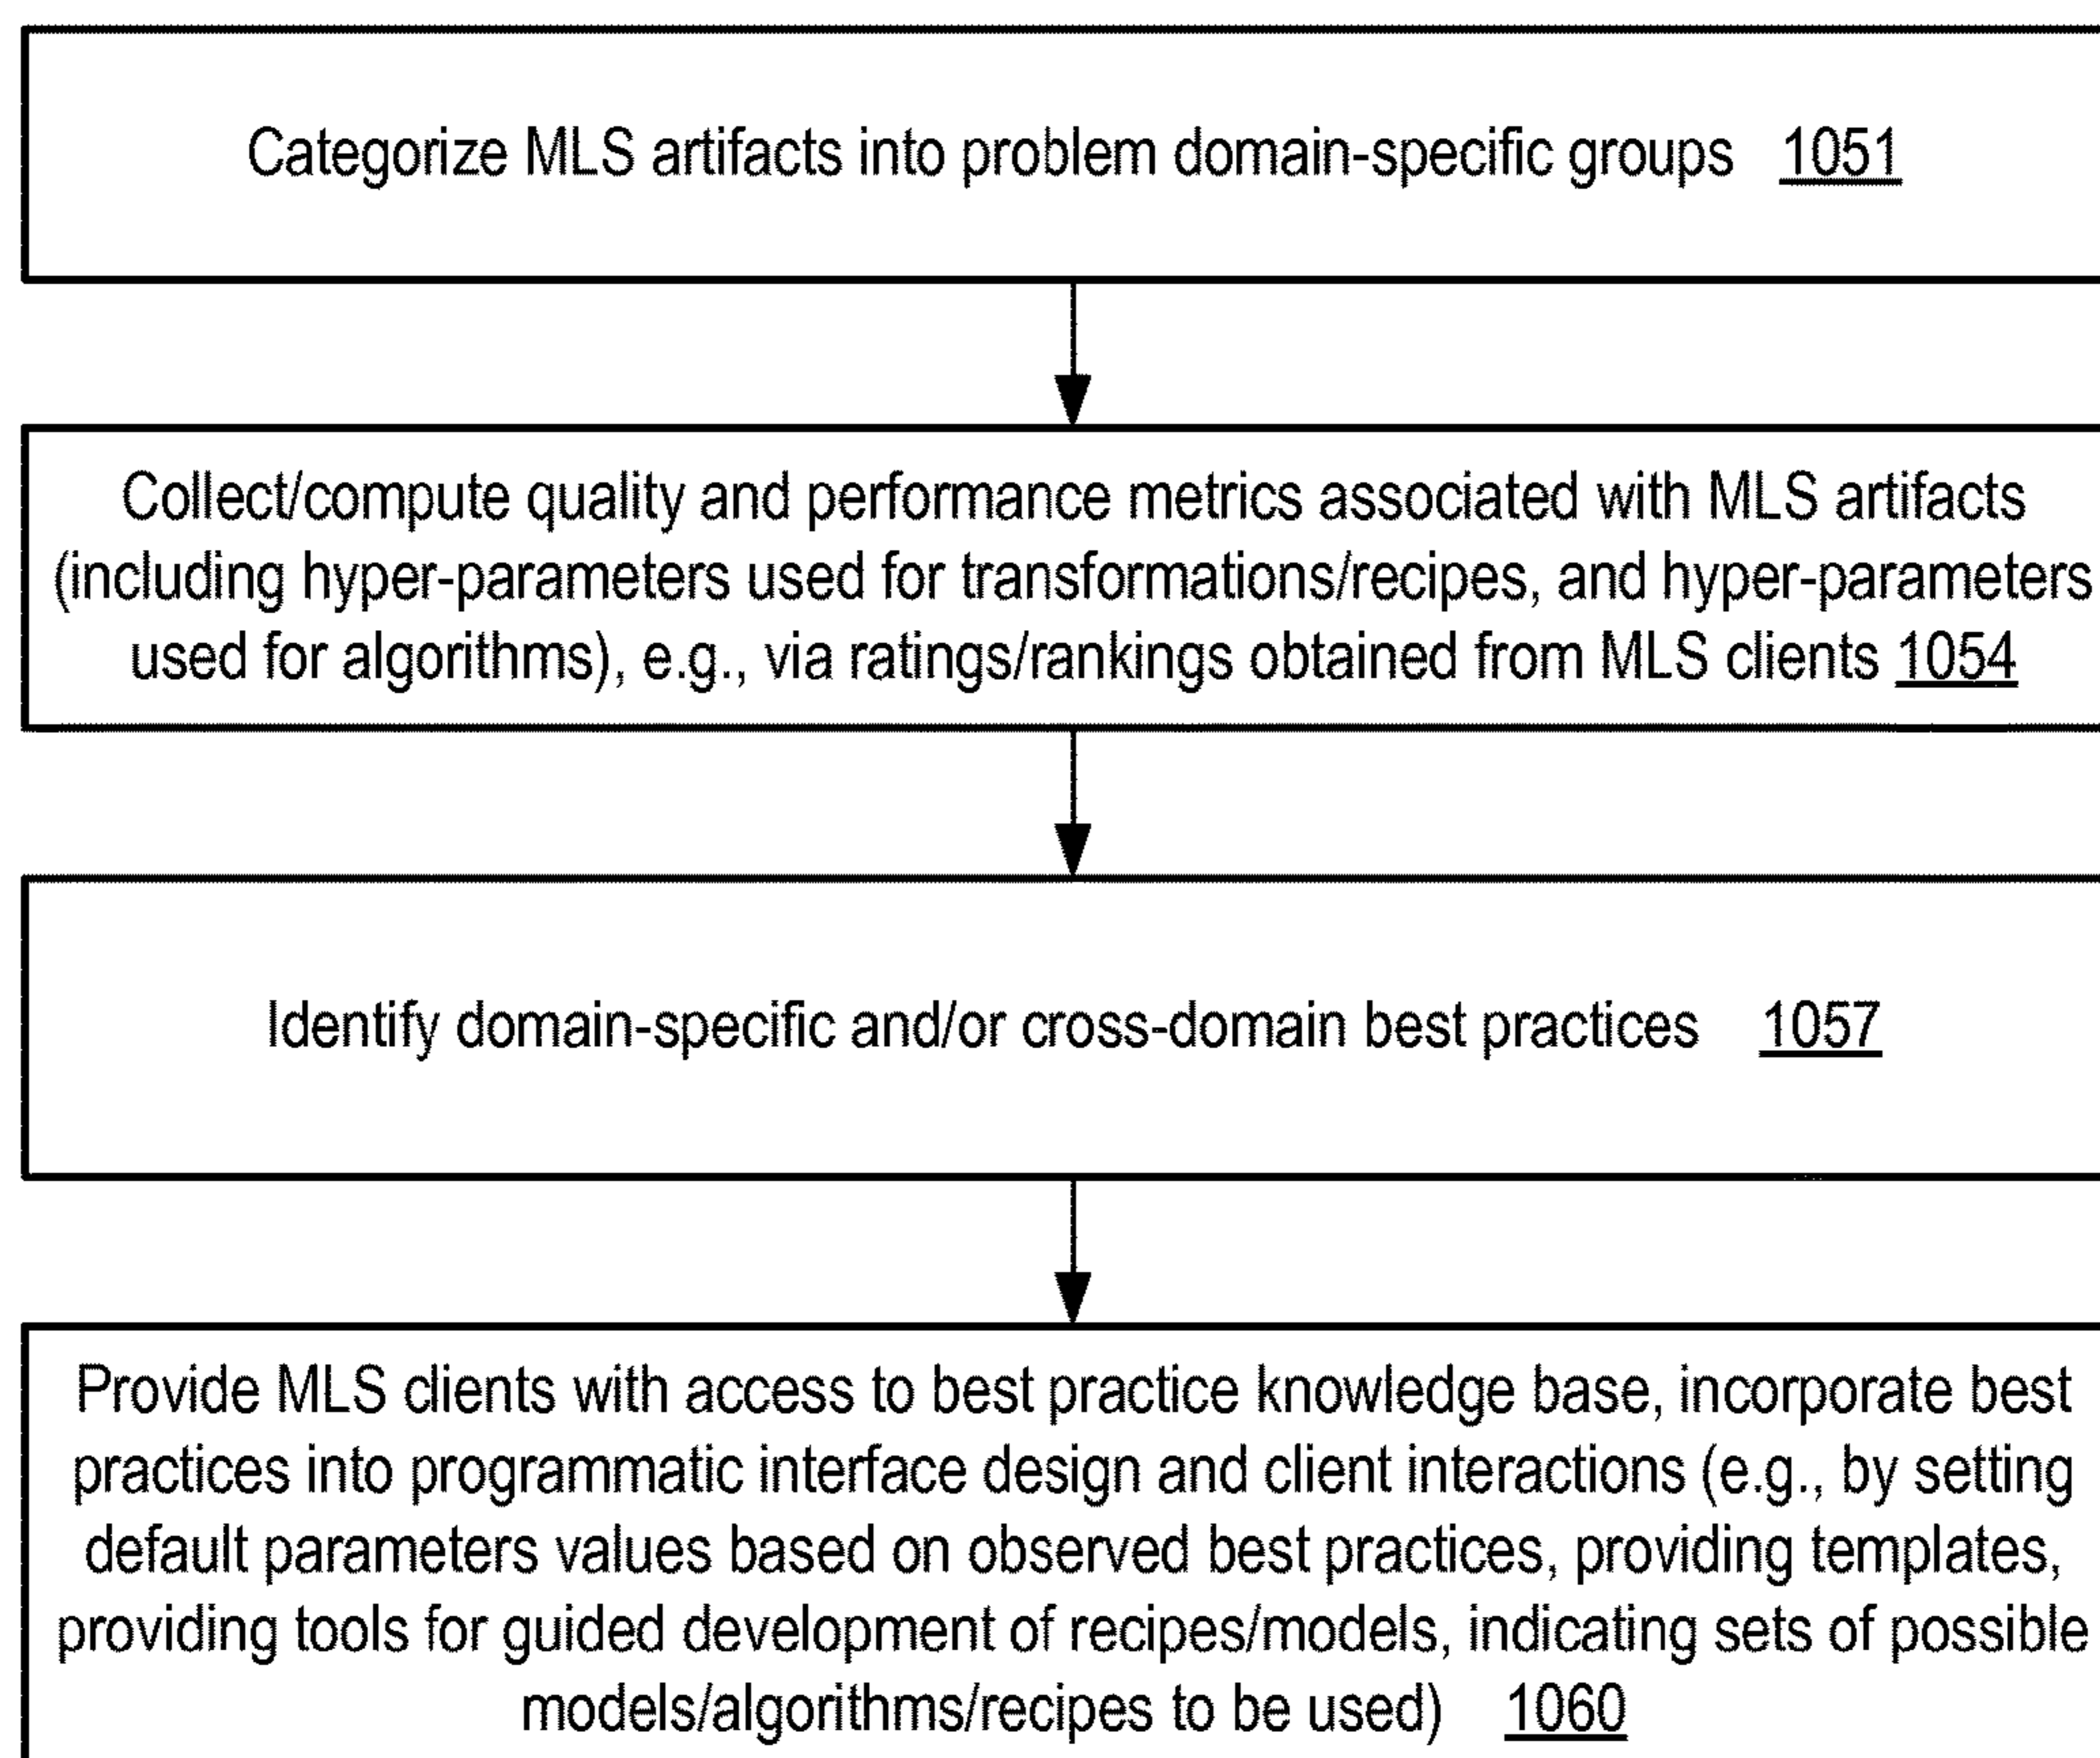 Categorize MLS artifacts into problem domain-specific groups 1051
Collect/compute quality and performance metrics associated with MLS artifacts
(including hyper-parameters used for transformations/recipes, and hyper-parameters
used for algorithms), e.g., via ratings/rankings obtained from MLS clients 1054
Identify domain-specific and/or cross-domain best practices 1057
Provide MLS clients with access to best practice knowledge base, incorporate best
practices into programmatic interface design and client interactions (e.g., by setting
default parameters values based on observed best practices, providing templates,
providing tools for guided development of recipes/models, indicating sets of possible
models/algorithms/recipes to be used) 1060